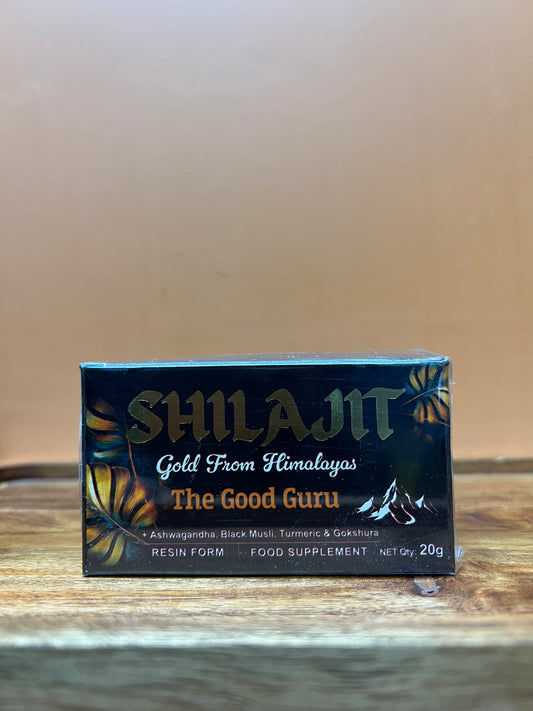 SHILAJIT
Gold From Himalayas
The Good Guru
+ Ashwagandha, Black Musli, Turmeric & Gokshura
RESIN FORM FOOD SUPPLEMENT NET Qty: 20g